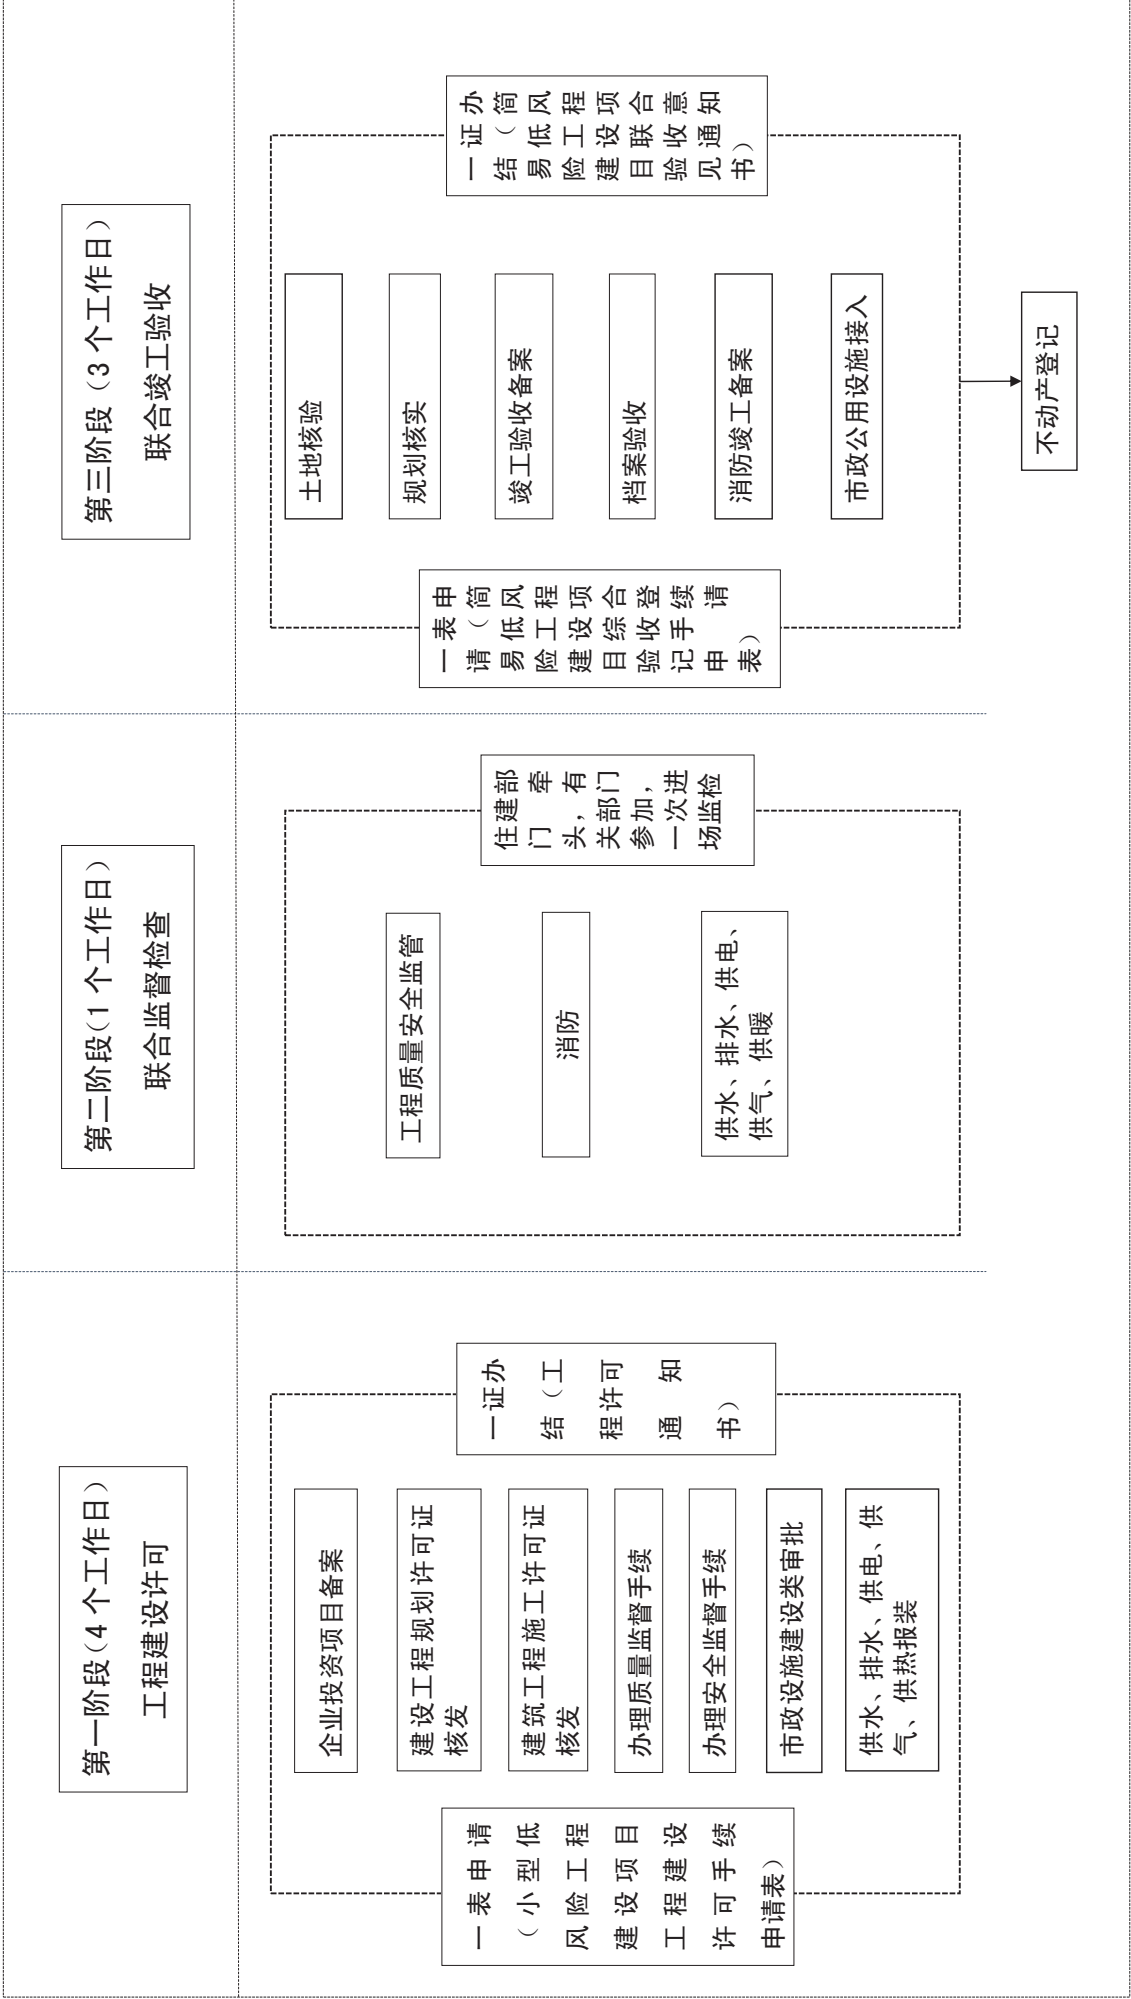 第一阶段(4 个工作日)
工程建设许可
一表申请
（小型低
风险工程
建设项目
工程建设
许可手续
申请表）
企业投资项目备案
建设工程规划许可证
核发
建筑工程施工许可证
核发
办理质量监督手续
办理安全监督手续
市政设施建设类审批
供水、排水、供电、供
气、供热报装
一证办
结（工
程许可
通知
书）
第二阶段(1 个工作日)
联合监督检查
工程质量安全监管
消防
供水、排水、供电、
供气、供暖
住建部
门牵
头，有
关部门
参加，
一次进
场监检
第三阶段（3 个工作日）
联合竣工验收
一表申
请（简
易低风
险工程
建设项
目综合
验收登
记手续
申请
表）
土地核验
规划核实
竣工验收备案
档案验收
消防竣工备案
市政公用设施接入
一证办
结（简
易低风
险工程
建设项
目联合
验收意
见通知
书）
不动产登记